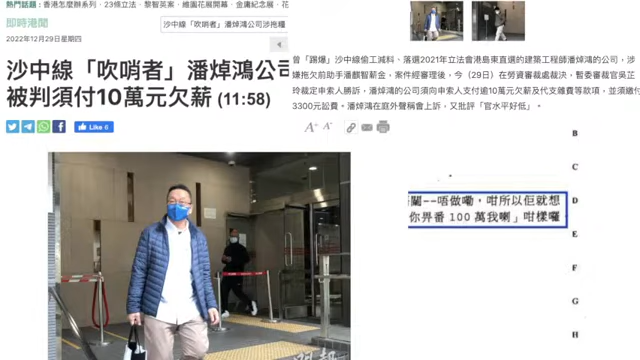 熱門話題：香港怎麼辦系列．23條立法．黎智英案．維園花展開幕．金庸紀念展．花
即時港聞
沙中線「吹哨者」潘焯鴻公司涉拖糧
2022年12月29日星期四
沙中線「吹哨者」潘焯鴻公司
被判須付10萬元欠薪 (11:58)
Like 6
曾「踢爆」沙中線偷工減料、落選2021年立法會港島東直選的建築工程師潘焯鴻的公司，涉
嫌拖欠前助手潘麒智薪金，案件經審理後，今（29日）在勞資審裁處裁決，暫委審裁官吳芷
玲裁定申索人勝訴，潘焯鴻的公司須向申索人支付逾10萬元欠薪及代支雜費等款項，並須繳付
3300元訟費。潘焯鴻在庭外聲稱會上訴，又批評「官水平好低」。
A+ A-
B
C
關--唔做嘞，咁所以佢就想
你畀番 100 萬我喇」咁樣囉
D
E
F
G
H
明報